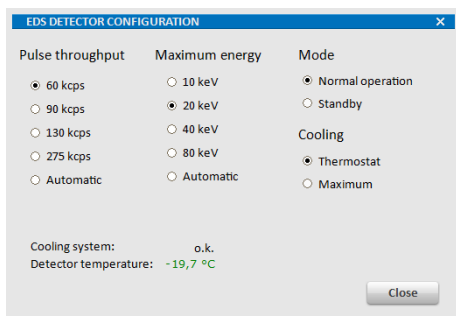 EDS DETECTOR CONFIGURATION
Pulse throughput
60 kcps
90 kcps
130 kcps
275 kcps
Automatic
Maximum energy
10 keV
20 keV
40 keV
80 keV
Automatic
Mode
Normal operation
Standby
Cooling
Thermostat
Maximum
Cooling system: o.k.
Detector temperature: -19,7 °C
Close